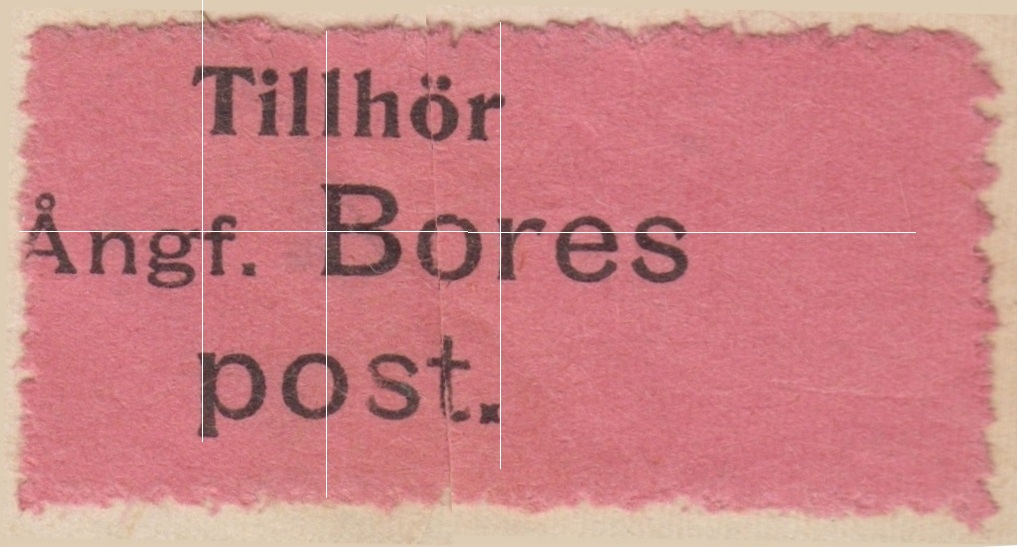 Tillhör
Ångf. Bores
post.